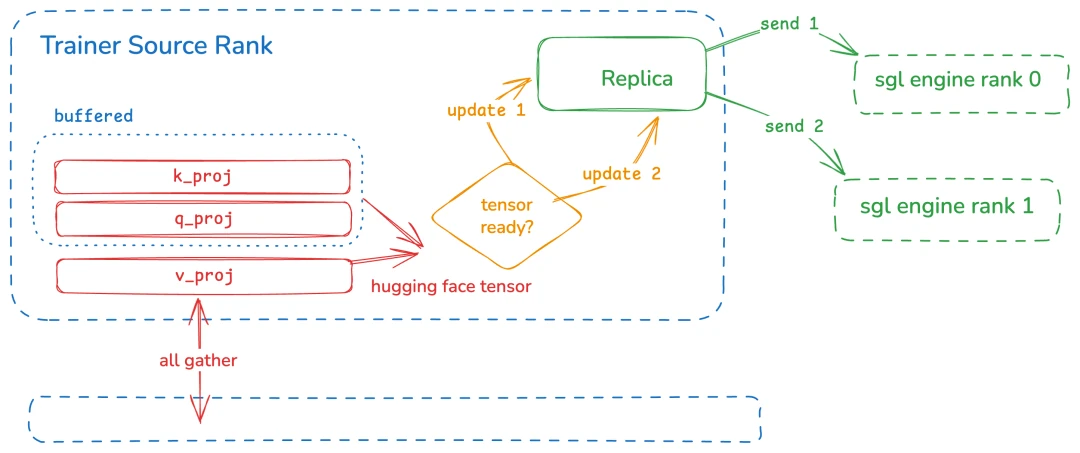 Trainer Source Rank
buffered
k_proj
q_proj
v_proj
all gather
hugging face tensor
tensor
ready?
update 1
update 2
Replica
send 1
send 2
sgl engine rank 0
sgl engine rank 1